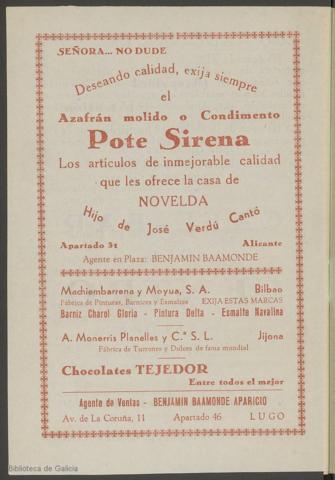 SEÑORA... NO DUDE
Deseando calidad, exija siempre
el
Azafrán molido o Condimento
Pote Sirena
Los artículos de inmejorable calidad
que les ofrece la casa de
NOVELDA
Hijo de José Verdú Cantó
Apartado 31 Alicante
Agente en Plaza: BENJAMIN BAAMONDE
Machiembarrena y Moyua, S. A. Bilbao
Fábrica de Pinturas, Barnices y Esmaltes EXIJA ESTAS MARCAS
Barniz Charol Gloria - Pintura Delta - Esmalte Navalina
A. Monerris Planelles y C.ª S. L. Jijona
Fábrica de Turrones y Dulces de fama mundial
Chocolates TEJEDOR
Entre todos el mejor
Agente de Ventas - BENJAMIN BAAMONDE APARICIO
Av. de La Coruña, 11 Apartado 46 LUGO
Biblioteca de Galicia